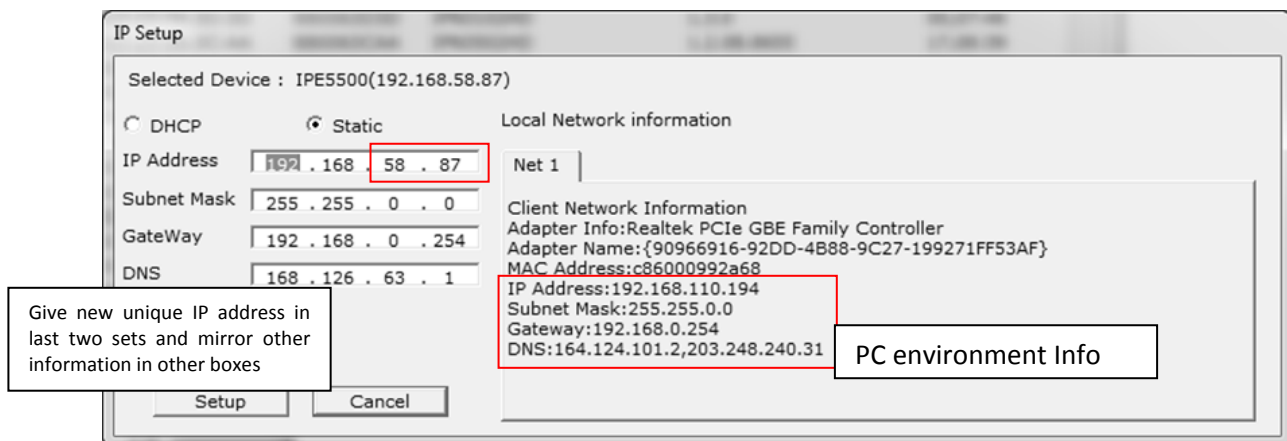 IP Setup
Selected Device : IPE5500(192.168.58.87)
DHCP
Static
IP Address
192 . 168 . 58 . 87
Subnet Mask
255 . 255 . 0 . 0
GateWay
192 . 168 . 0 . 254
DNS
168 . 126 . 63 . 1
Give new unique IP address in
last two sets and mirror other
information in other boxes
Setup
Cancel
Local Network information
Net 1
Client Network Information
Adapter Info:Realtek PCIe GBE Family Controller
Adapter Name:{90966916-92DD-4B88-9C27-199271FF53AF}
MAC Address:c86000992a68
IP Address:192.168.110.194
Subnet Mask:255.255.0.0
Gateway:192.168.0.254
DNS:164.124.101.2,203.248.240.31
PC environment Info